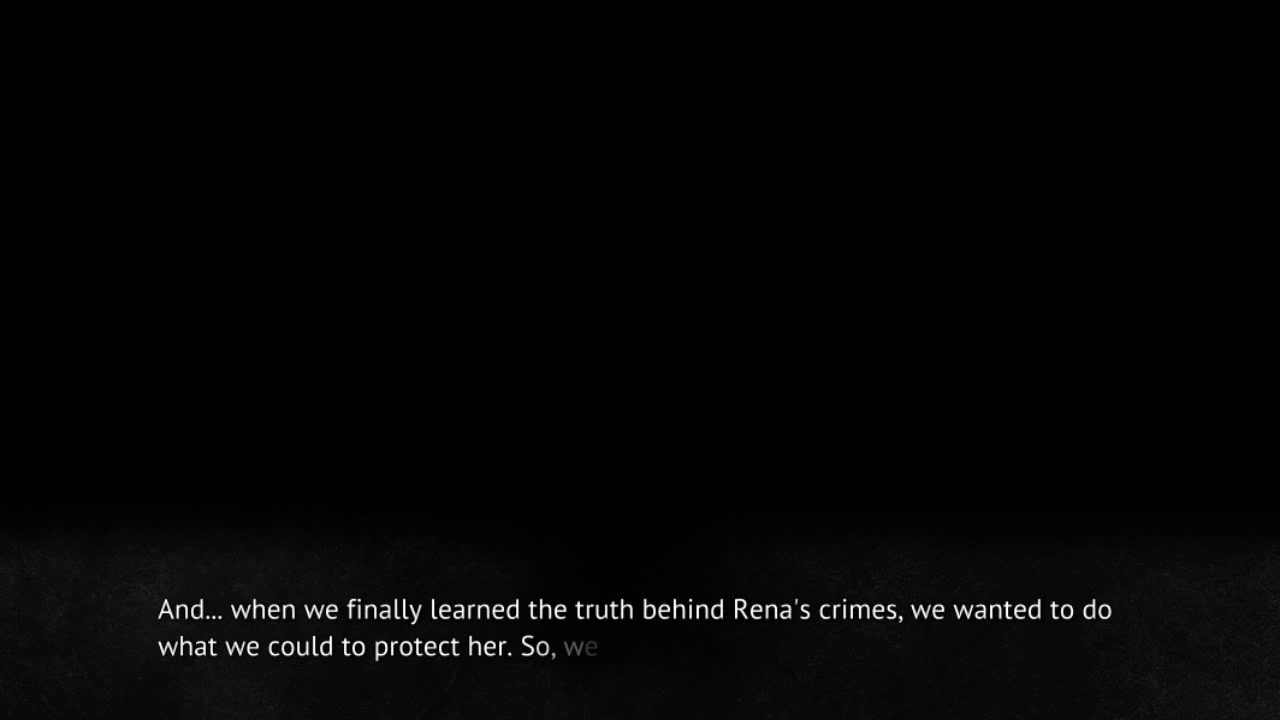 And... when we finally learned the truth behind Rena's crimes, we wanted to do
what we could to protect her. So, we